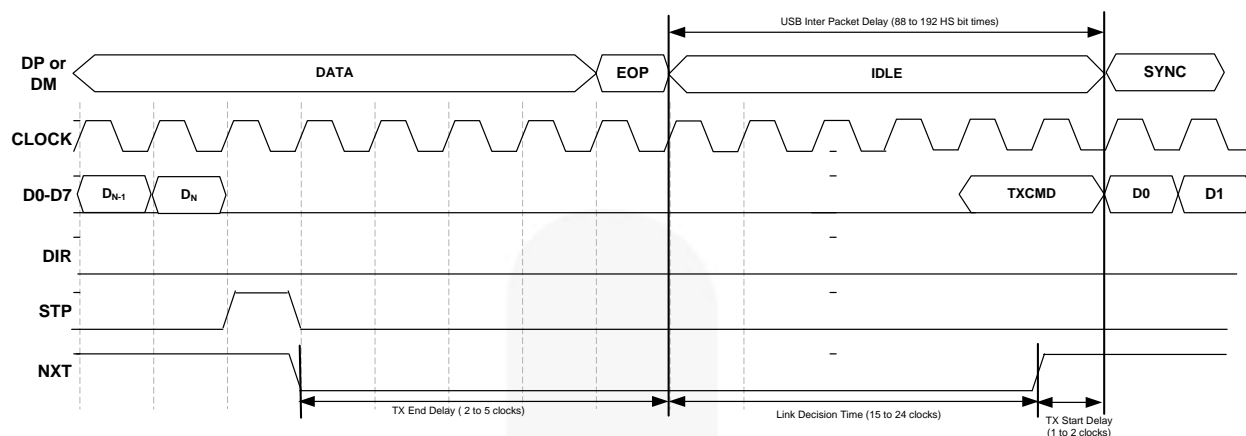 USB Inter Packet Delay (88 to 192 HS bit times)
DP or
DM
DATA
EOP
IDLE
SYNC
CLOCK
D0-D7
DN-1
DN
TXCMD
D0
D1
DIR
STP
NXT
TX End Delay ( 2 to 5 clocks)
Link Decision Time (15 to 24 clocks)
TX Start Delay
(1 to 2 clocks)